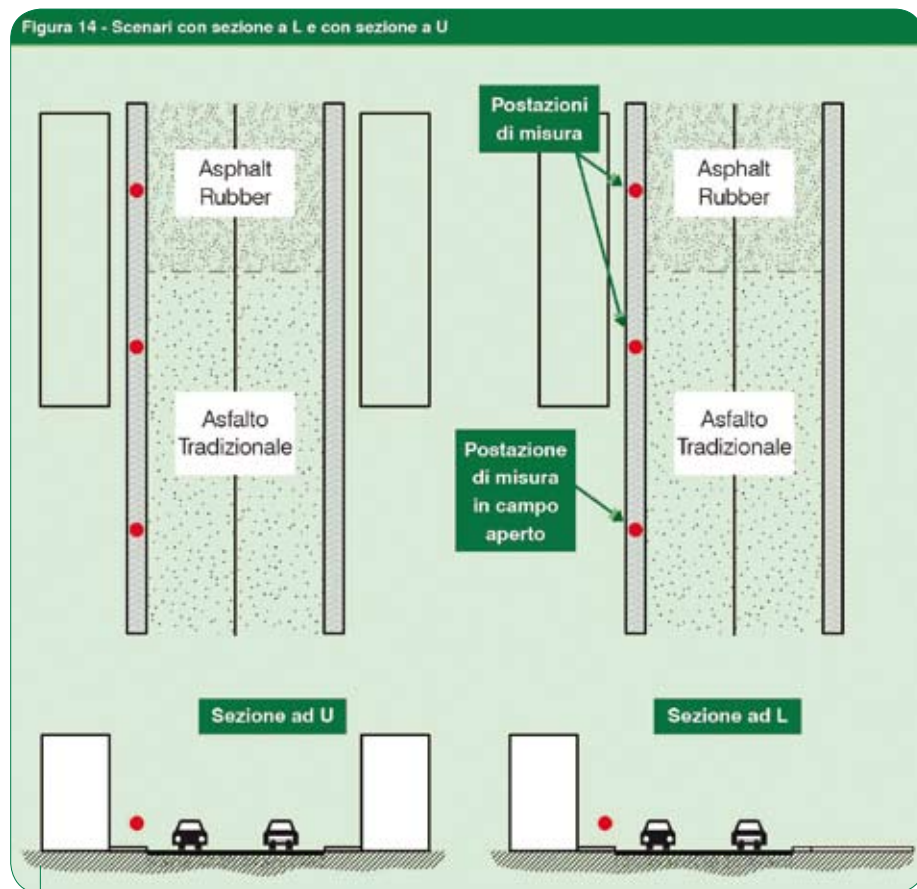 Figura 14 - Scenari con sezione a L e con sezione a U
Asphalt
Rubber
Asfalto
Tradizionale
Postazioni
di misura
Asphalt
Rubber
Postazione
di misura
in campo
aperto
Asfalto
Tradizionale
Sezione ad U
Sezione ad L